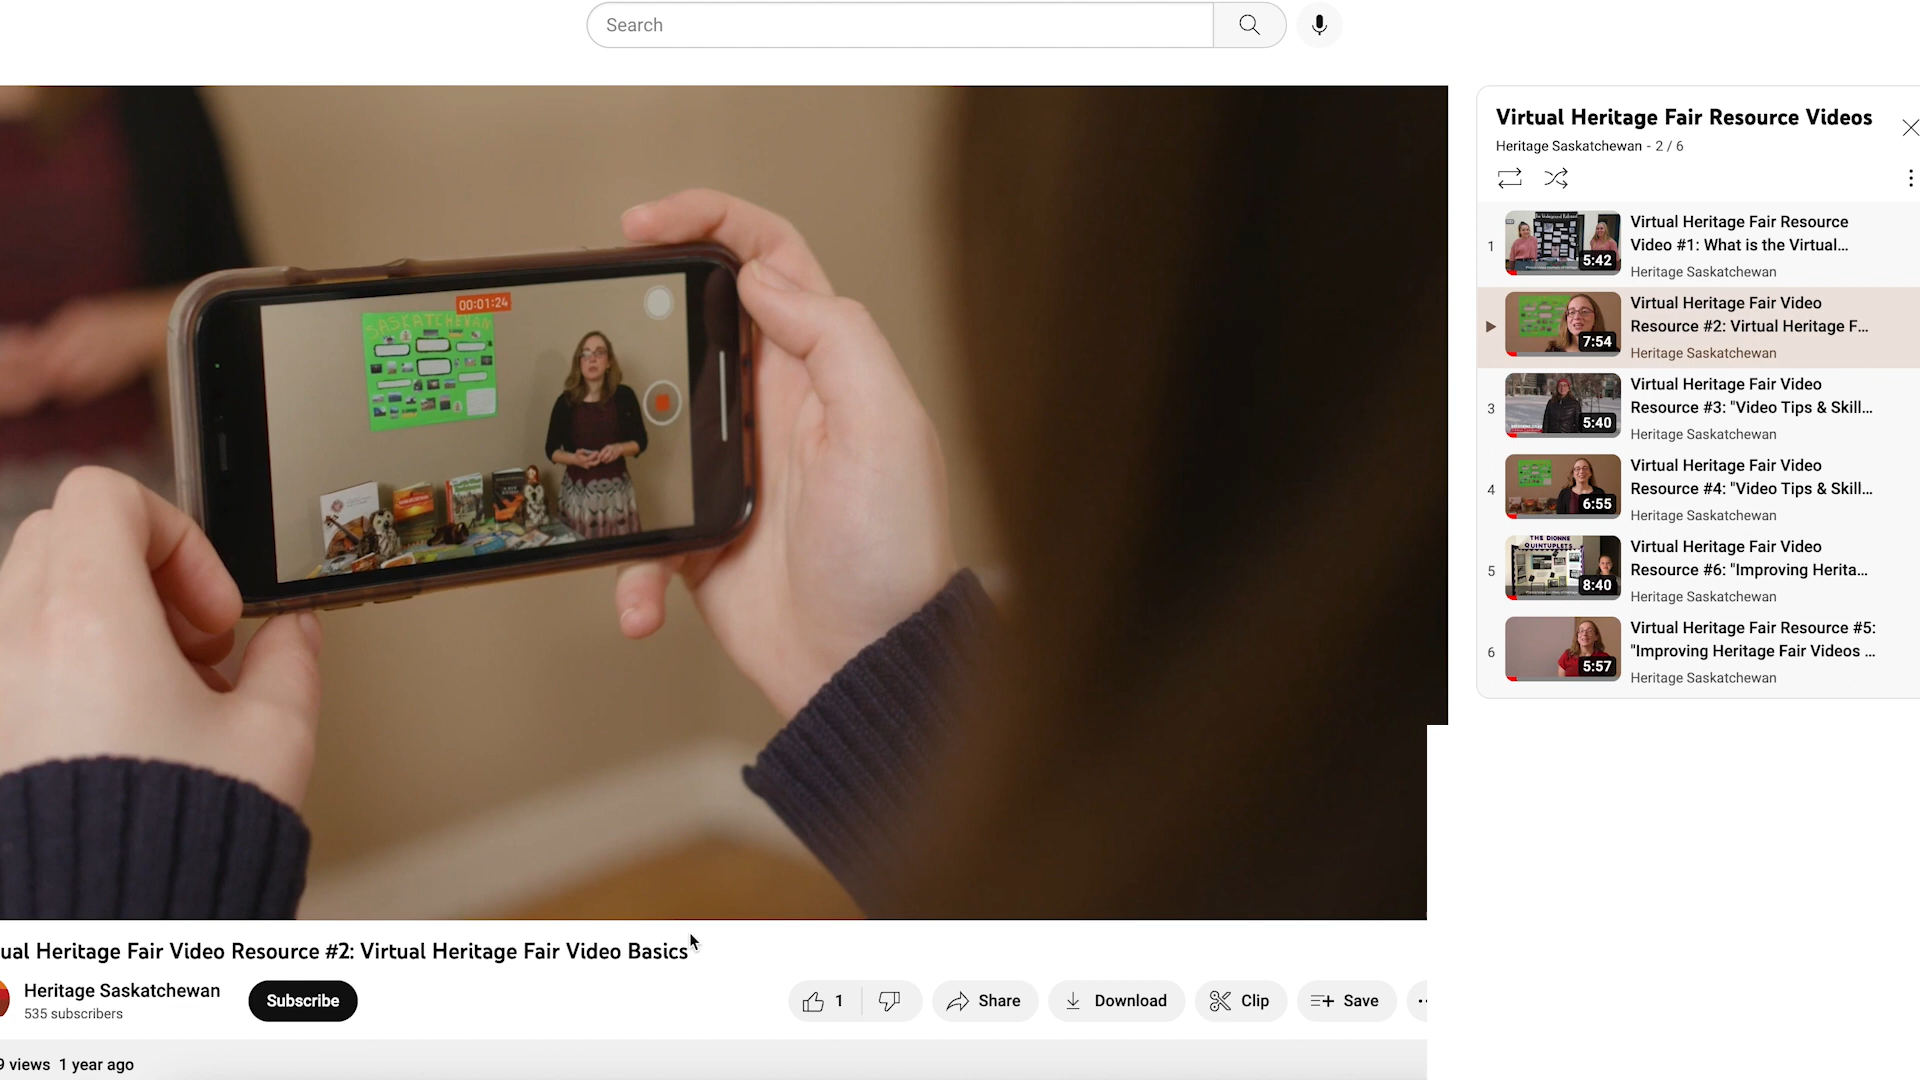 Search
00:01:24
SASKATCHEWAN
ual Heritage Fair Video Resource #2: Virtual Heritage Fair Video Basics
Heritage Saskatchewan
535 subscribers
Subscribe
1
Share
Download
Clip
Save
9 views 1 year ago
Virtual Heritage Fair Resource Videos
Heritage Saskatchewan - 2 / 6
1
5:42
Virtual Heritage Fair Resource
Video #1: What is the Virtual...
Heritage Saskatchewan
7:54
Virtual Heritage Fair Video
Resource #2: Virtual Heritage F...
Heritage Saskatchewan
3
5:40
Virtual Heritage Fair Video
Resource #3: "Video Tips & Skill...
Heritage Saskatchewan
4
6:55
Virtual Heritage Fair Video
Resource #4: "Video Tips & Skill...
Heritage Saskatchewan
5
THE DIONNE
QUINTUPLETS
8:40
Virtual Heritage Fair Video
Resource #6: "Improving Herita...
Heritage Saskatchewan
6
5:57
Virtual Heritage Fair Resource #5:
"Improving Heritage Fair Videos ...
Heritage Saskatchewan